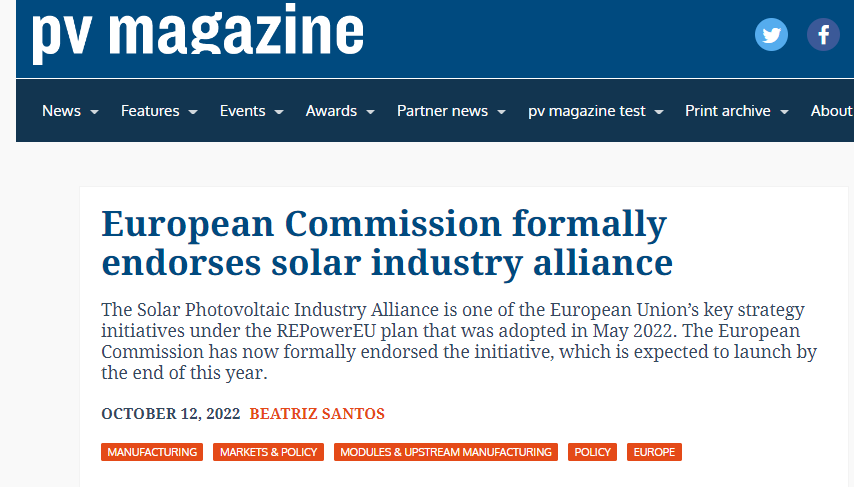 pv magazine
News Features Events Awards Partner news pv magazine test Print archive About
European Commission formally
endorses solar industry alliance
The Solar Photovoltaic Industry Alliance is one of the European Union's key strategy
initiatives under the REPowerEU plan that was adopted in May 2022. The European
Commission has now formally endorsed the initiative, which is expected to launch by
the end of this year.
OCTOBER 12, 2022 BEATRIZ SANTOS
MANUFACTURING MARKETS & POLICY MODULES & UPSTREAM MANUFACTURING POLICY EUROPE